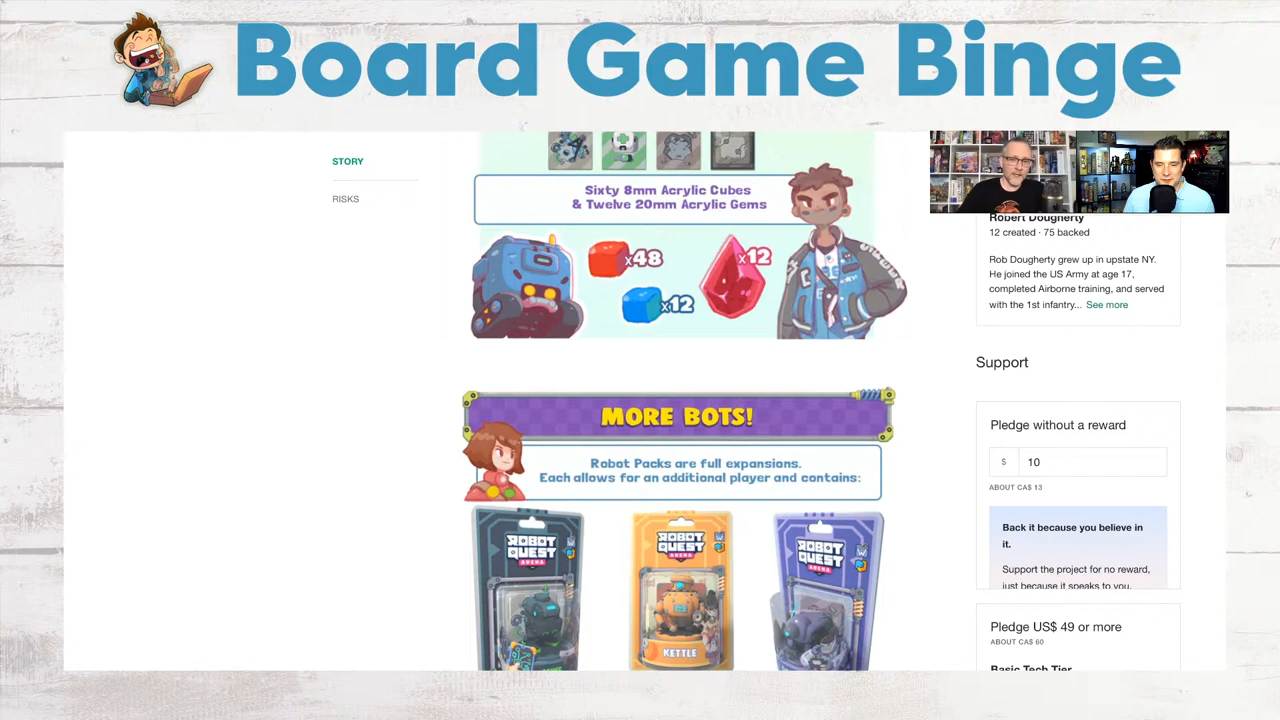 Board Game Binge
STORY
RISKS
Sixty 8mm Acrylic Cubes
& Twelve 20mm Acrylic Gems
x48
x12
x12
MORE BOTS!
Robot Packs are full expansions.
Each allows for an additional player and contains:
ROBOT
QUEST
ARENA
ROBOT
QUEST
ARENA
KETTLE
ROBOT
QUEST
ARENA
Robert Dougherty
12 created · 75 backed
Rob Dougherty grew up in upstate NY.
He joined the US Army at age 17,
completed Airborne training, and served
with the 1st infantry... See more
Support
Pledge without a reward
$ 10
ABOUT CA$ 13
Back it because you believe in
it.
Support the project for no reward,
just because it speaks to you.
Pledge US$ 49 or more
ABOUT CA$ 60
Basic Tech Tier